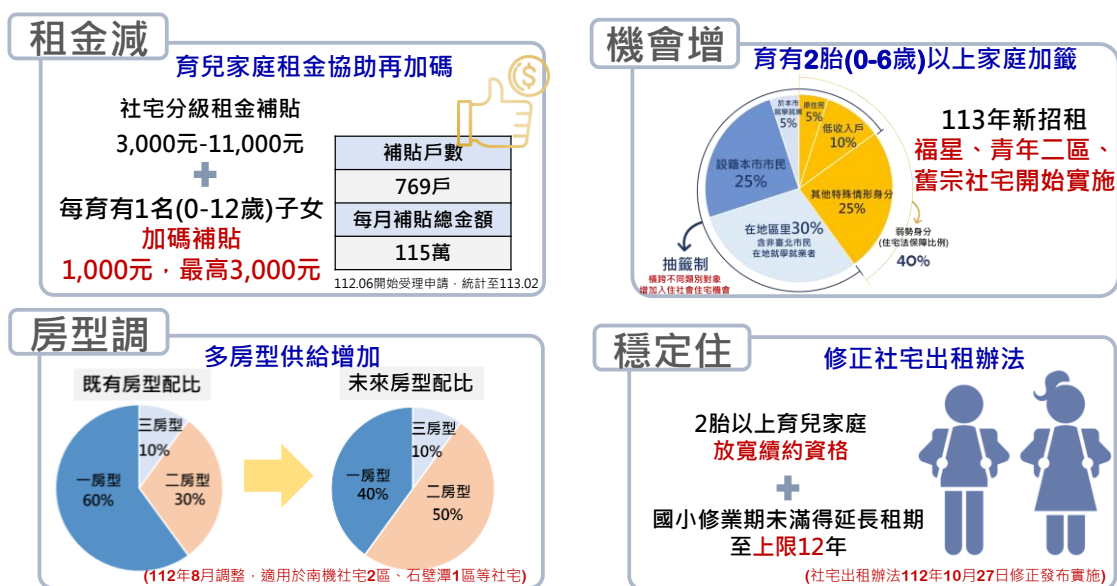 租金減
育兒家庭租金協助再加碼
社宅分級租金補貼
3,000元-11,000元
每育有1名(0-12歲)子女
加碼補貼
1,000元，最高3,000元
補貼戶數
769戶
每月補貼總金額
115萬
112.06開始受理申請，統計至113.02
機會增
育有2胎(0-6歲)以上家庭加籤
於本市
就學就業
5%
原住民
5%
低收入戶
10%
設籍本市市民
25%
其他特殊情形身分
25%
在地區里30%
含非臺北市民
在地就學就業者
弱勢身分
(住宅法保障比例)
40%
抽籤制
橫跨不同類別對象
增加入住社會住宅機會
113年新招租
福星、青年二區、
舊宗社宅開始實施
房型調
多房型供給增加
既有房型配比
三房型
10%
一房型
60%
二房型
30%
未來房型配比
三房型
10%
一房型
40%
二房型
50%
(112年8月調整，適用於南機社宅2區、石壁潭1區等社宅)
穩定住
修正社宅出租辦法
2胎以上育兒家庭
放寬續約資格
國小修業期未滿得延長租期
至上限12年
(社宅出租辦法112年10月27日修正發布實施)